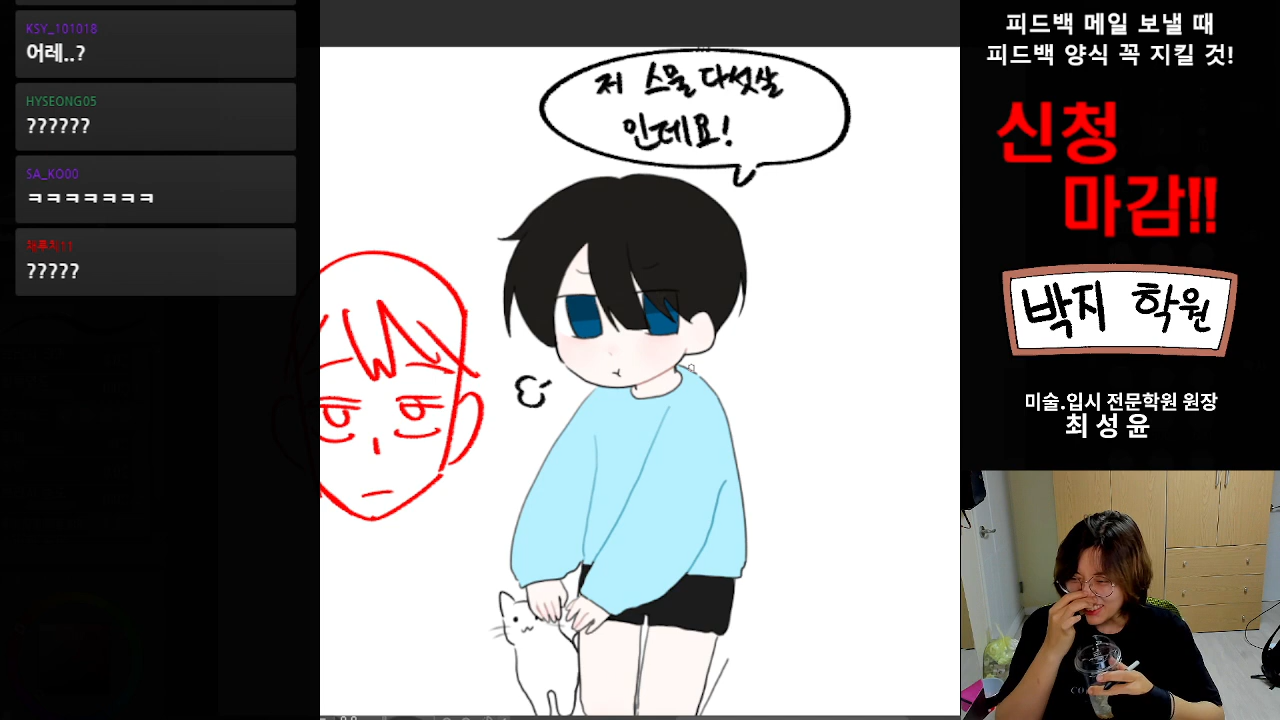 KSY_101018
어레..?
HYSEONG05
??????
SA_KO00
ㅋㅋㅋㅋㅋㅋㅋ
?????
저 스물다섯살
인데요!
피드백 메일 보낼 때
피드백 양식 꼭 지킬 것!
신청
마감!!
박지 학원
미술.입시 전문학원 원장
최성윤